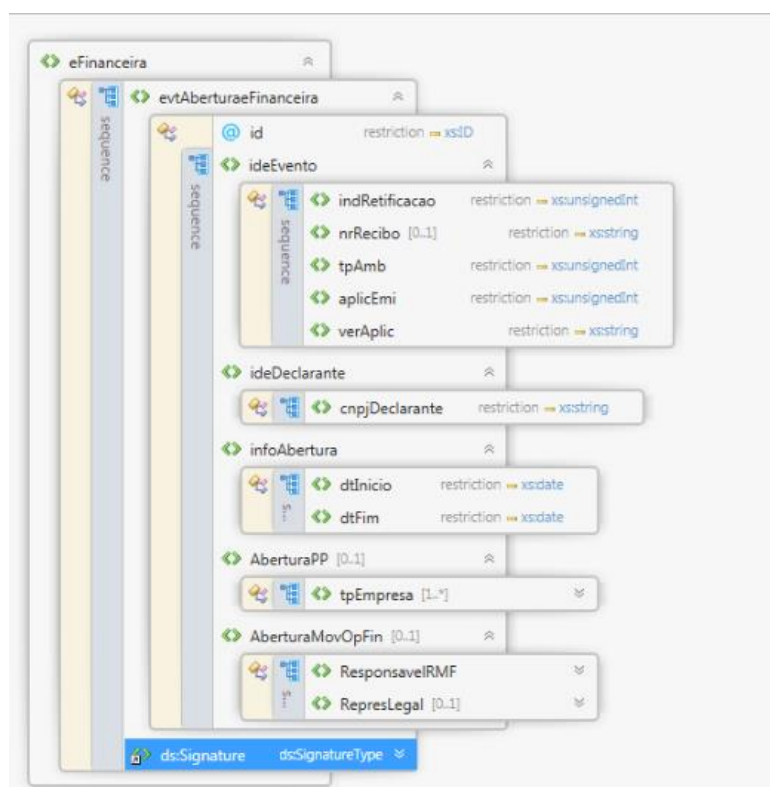 eFinanceira
evtAberturaeFinanceira
sequence
id restriction xs:ID
ideEvento
sequence
indRetificacao restriction xs:unsignedInt
nrRecibo [0..1] restriction xs:string
sequence
tpAmb restriction xs:unsignedInt
aplicEmi restriction xs:unsignedInt
verAplic restriction xs:string
ideDeclarante
cnpjDeclarante restriction xs:string
infoAbertura
dtInicio restriction xs:date
s...
dtFim restriction xs:date
AberturaPP [0..1]
tpEmpresa [1..*]
AberturaMovOpFin [0..1]
ResponsavelRMF
s...
RepresLegal [0..1]
ds:Signature ds:SignatureType